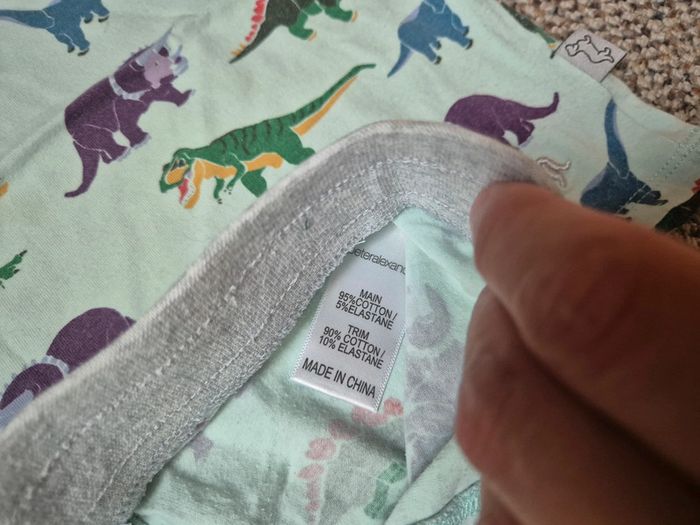 MAIN
95%COTTON/
5%ELASTANE
TRIM
90% COTTON/
10% ELASTANE
MADE IN CHINA